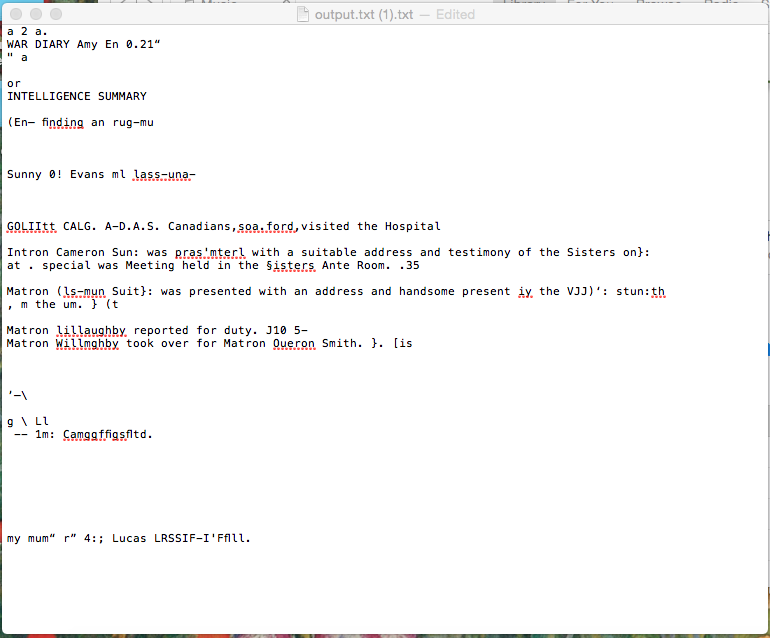 output.txt (1).txt — Edited
a 2 a.
WAR DIARY Amy En 0.21“
" a
or
INTELLIGENCE SUMMARY
(En— finding an rug—mu
Sunny 0! Evans ml lass—una—
GOLIItt CALG. A—D.A.S. Canadians,soa.ford,visited the Hospital
Intron Cameron Sun: was pras'mterl with a suitable address and testimony of the Sisters on}:
at . special was Meeting held in the §isters Ante Room. .35
Matron (ls—mun Suit}: was presented with an address and handsome present iy the VJJ)‘: stun:th
, m the um. } (t
Matron lillaughby reported for duty. J10 5—
Matron Willmghby took over for Matron Queron Smith. }. [is
’—\
g \ Ll
—— 1m: Camggffigsfltd.
my mum“ r” 4:; Lucas LRSSIF—I'Fflll.